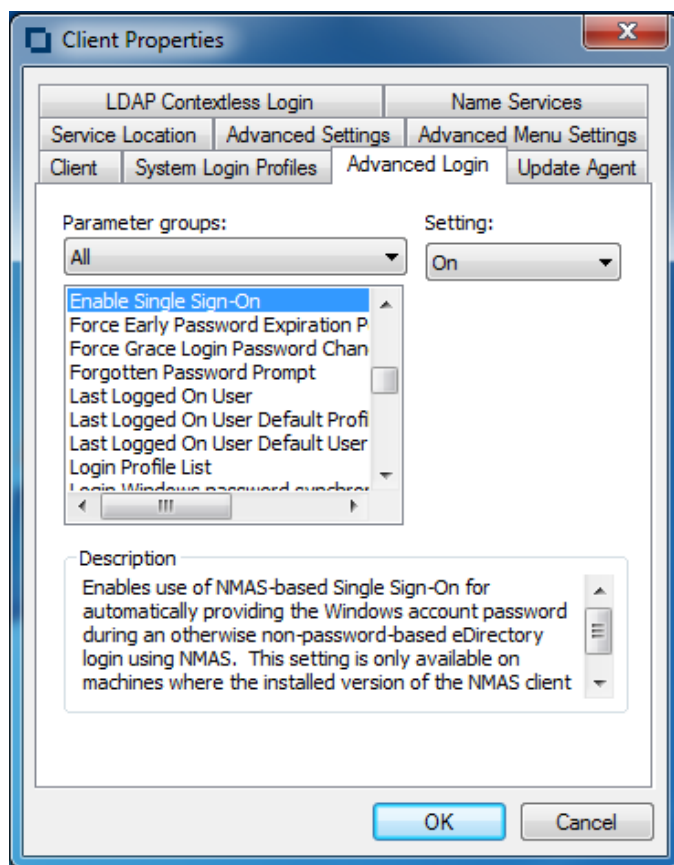 Client Properties
LDAP Contextless Login
Name Services
Service Location
Advanced Settings
Advanced Menu Settings
Client
System Login Profiles
Advanced Login
Update Agent
Parameter groups:
Setting:
All
On
Enable Single Sign-On
Force Early Password Expiration P
Force Grace Login Password Chan
Forgotten Password Prompt
Last Logged On User
Last Logged On User Default Profi
Last Logged On User Default User
Login Profile List
Login Windows password synchro
Description
Enables use of NMAS-based Single Sign-On for
automatically providing the Windows account password
during an otherwise non-password-based eDirectory
login using NMAS. This setting is only available on
machines where the installed version of the NMAS client
OK
Cancel